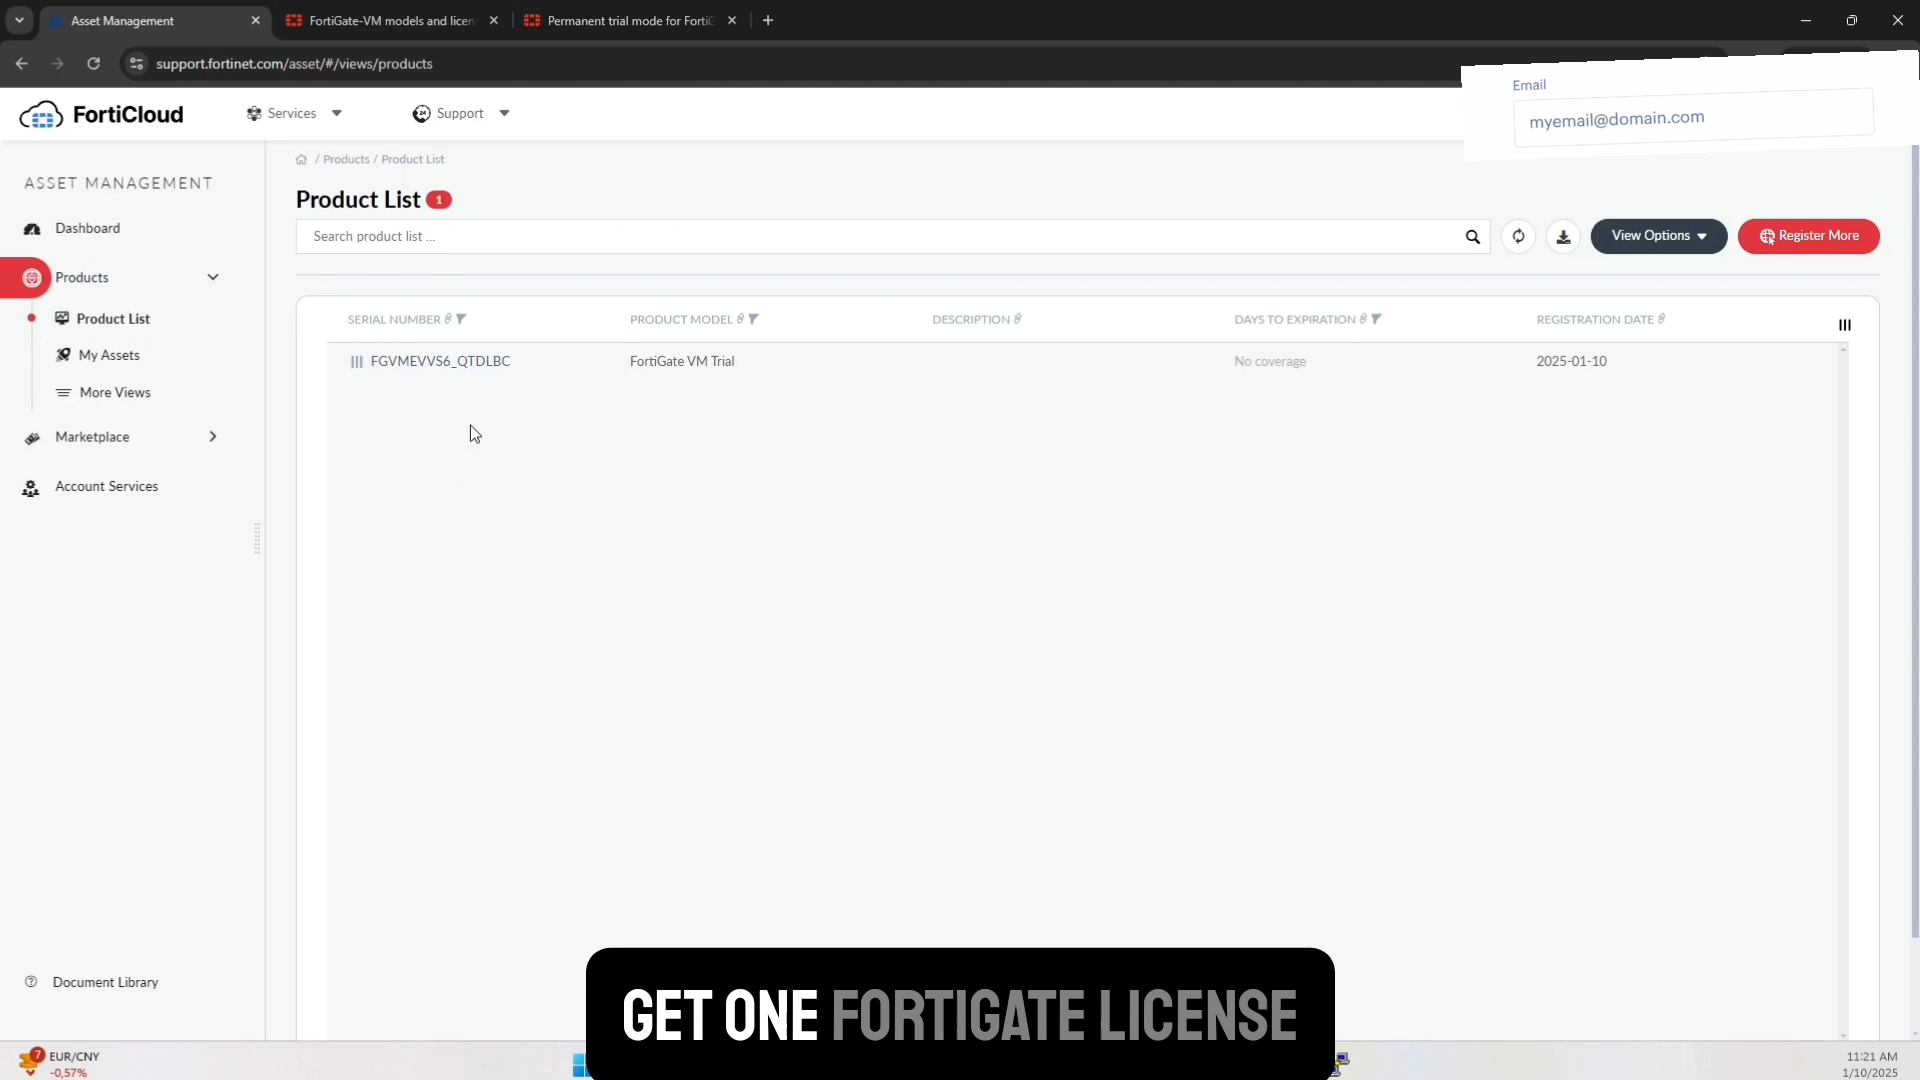 Asset Management
FortiGate-VM models and licen
Permanent trial mode for FortiG
support.fortinet.com/asset/#/views/products
Email
myemail@domain.com
FortiCloud
Services
Support
ASSET MANAGEMENT
Dashboard
Products
Product List
My Assets
More Views
Marketplace
Account Services
Document Library
/ Products / Product List
Product List 1
Search product list ...
View Options
Register More
SERIAL NUMBER
PRODUCT MODEL
DESCRIPTION
DAYS TO EXPIRATION
REGISTRATION DATE
FGVMEVVS6_QTDLBC
FortiGate VM Trial
No coverage
2025-01-10
GET ONE FORTIGATE LICENSE
7
EUR/CNY
-0,57%
11:21 AM
1/10/2025